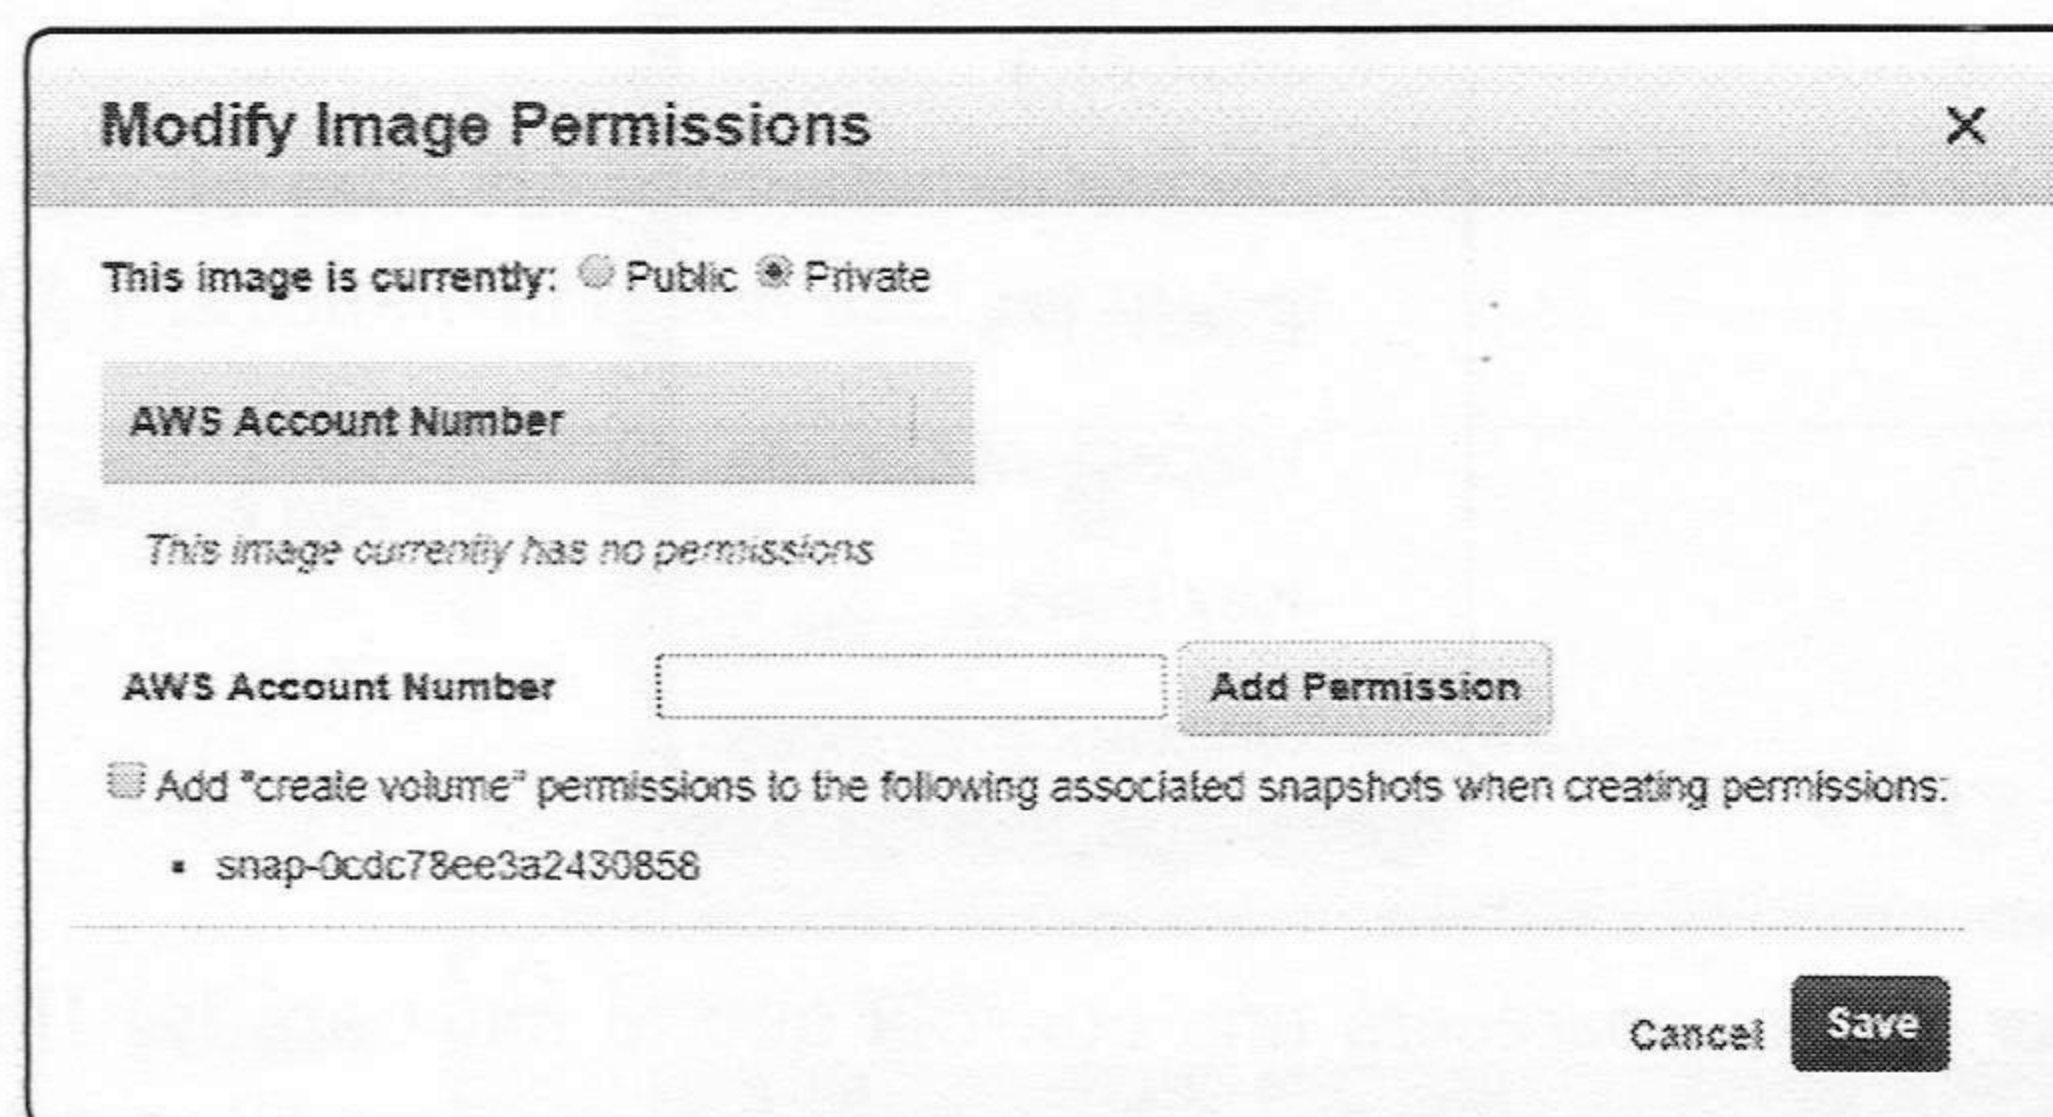 Modify Image Permissions
This image is currently: Public Private
AWS Account Number
This image currently has no permissions
AWS Account Number Add Permission
Add "create volume" permissions to the following associated snapshots when creating permissions:
snap-0cdc78ee3a2430858
Cancel Save